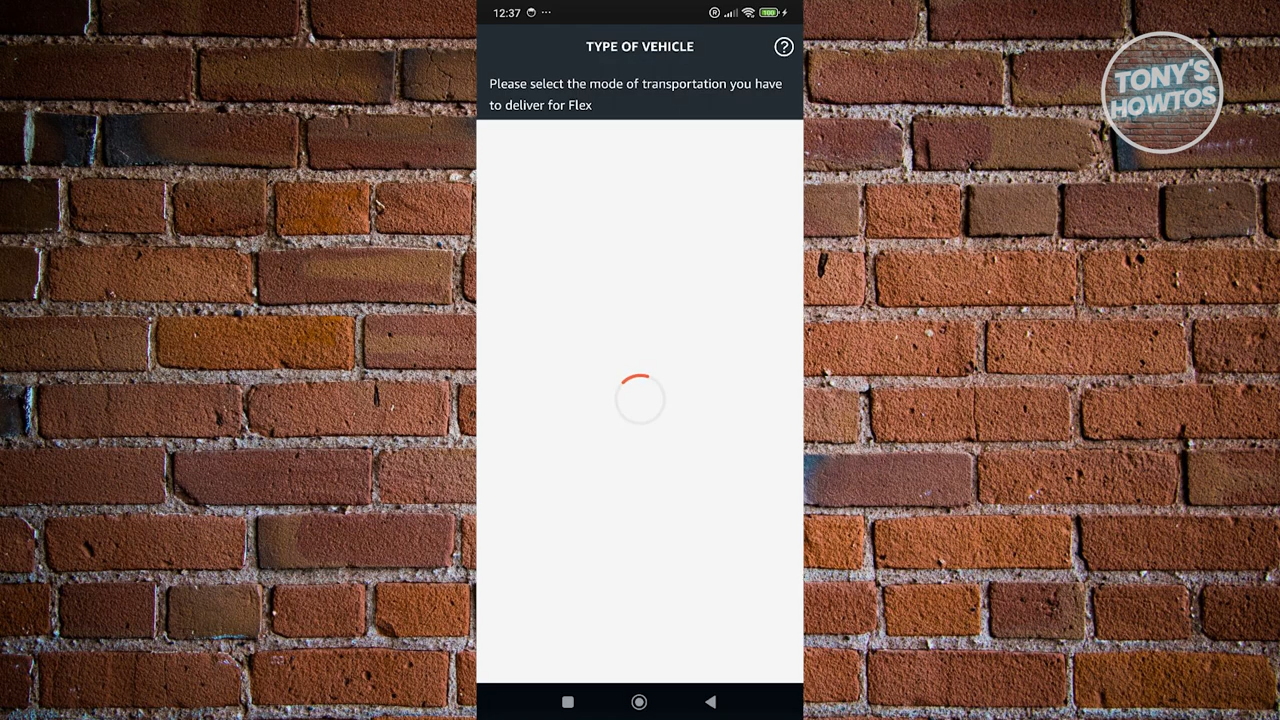 12:37
100
TYPE OF VEHICLE
Please select the mode of transportation you have
to deliver for Flex
TONY'S
HOWTOS